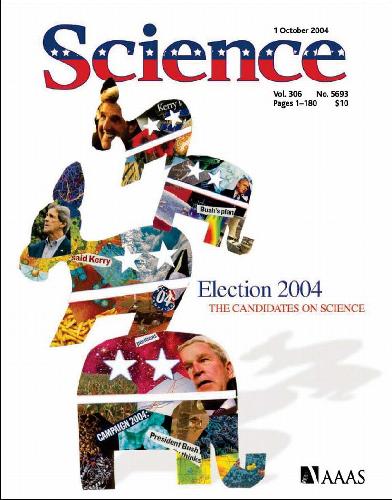 1 October 2004
Science
Vol. 306 No. 5693
Pages 1–180 $10
Kerry
Bush's plan
said Kerry
04
Election 2004
THE CANDIDATES ON SCIENCE
CAMPAIGN 2004:
President Bush
thinks
AAAS